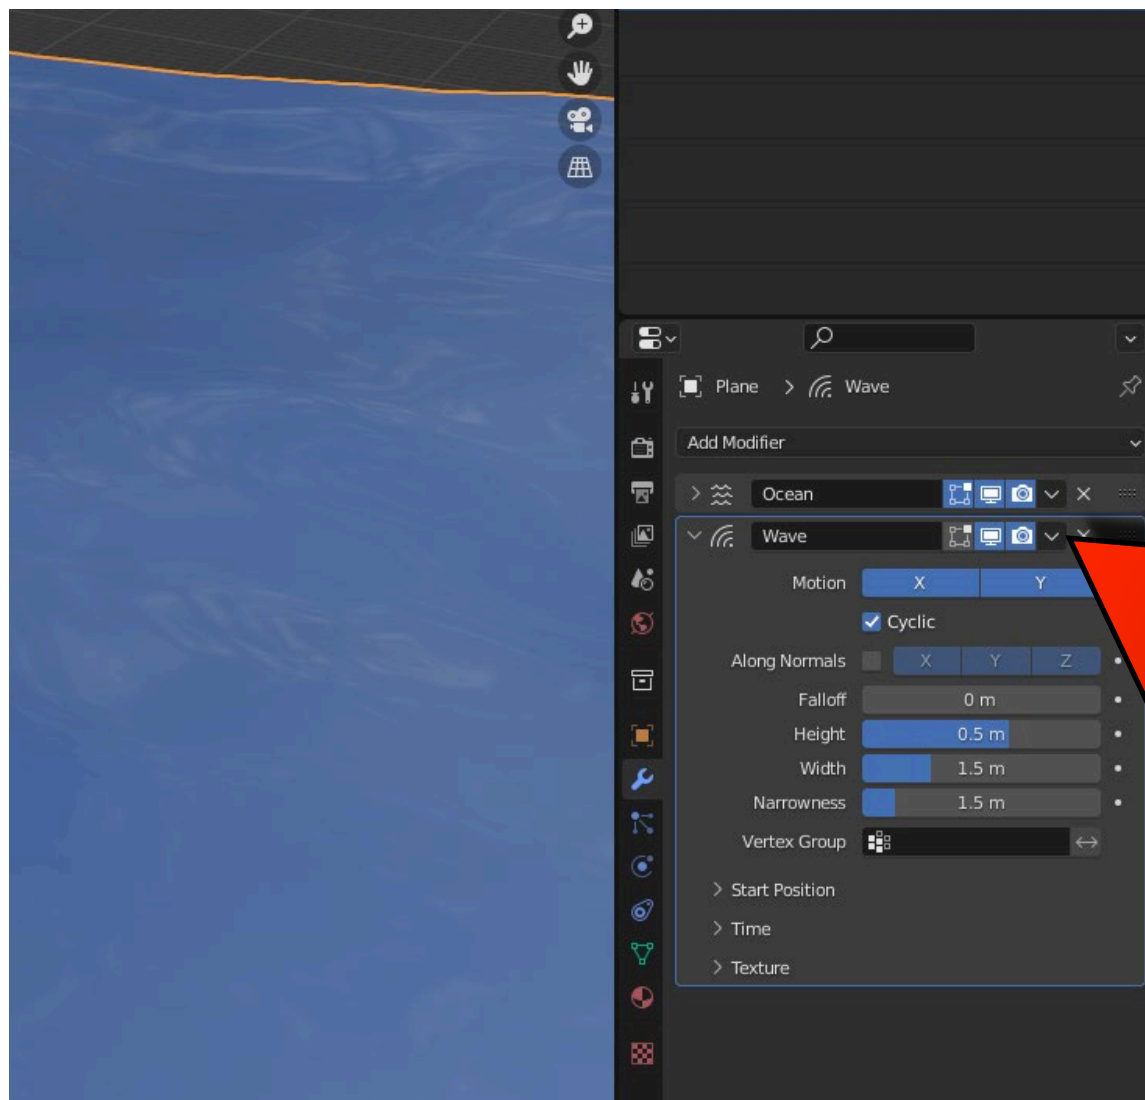 Plane > Wave
Add Modifier
Ocean
Wave
Motion X Y
Cyclic
Along Normals X Y Z
Falloff 0 m
Height 0.5 m
Width 1.5 m
Narrowness 1.5 m
Vertex Group
> Start Position
> Time
> Texture